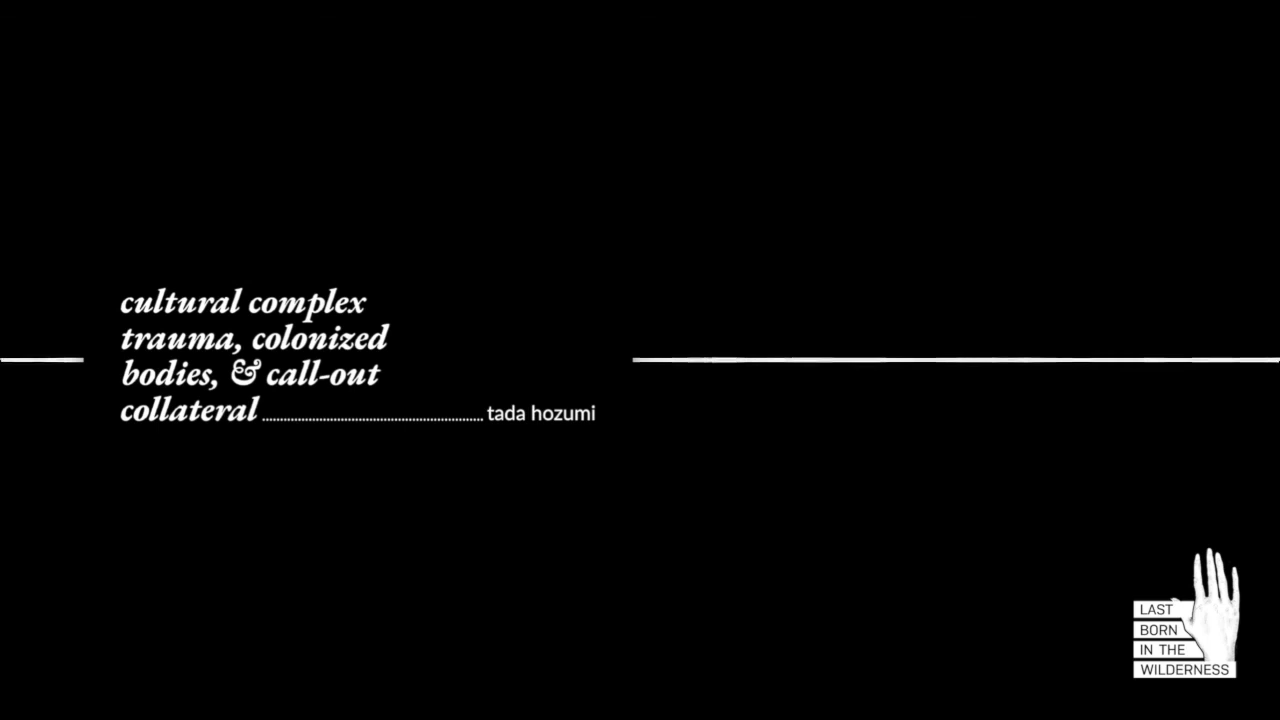 cultural complex
trauma, colonized
bodies, & call-out
collateral........................................................................ tada hozumi
LAST
BORN
IN THE
WILDERNESS